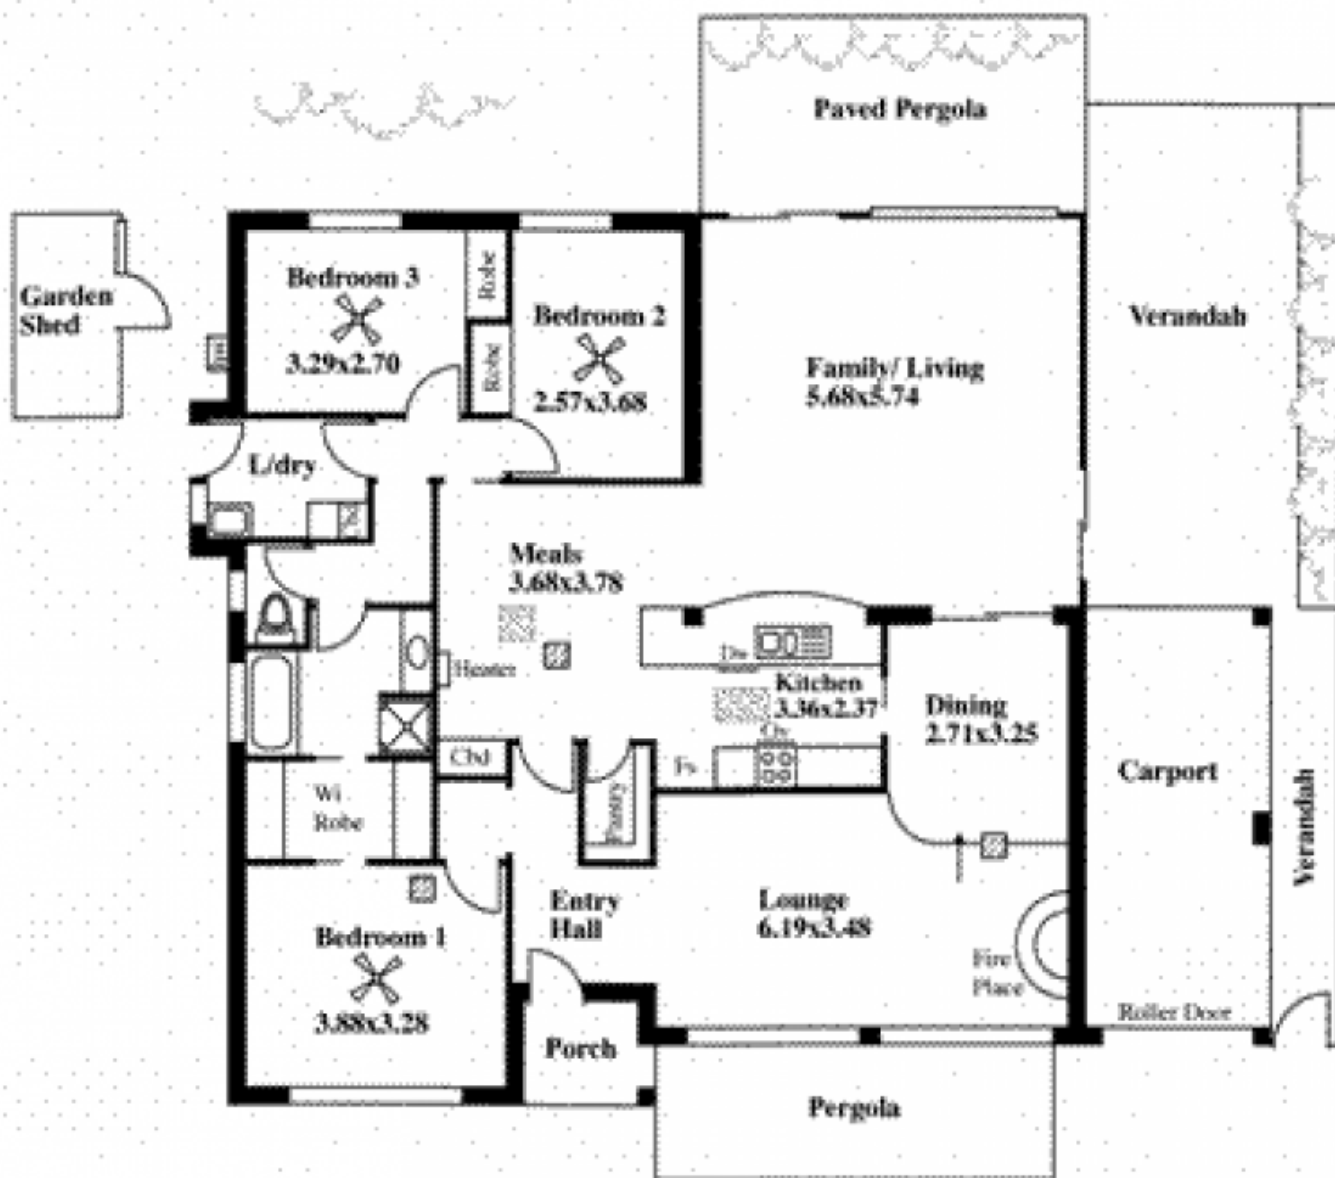 Paved Pergola
Garden
Shed
Bedroom 3
3.29x2.70
Robe
Robe
Bedroom 2
2.57x3.68
Family/ Living
5.68x5.74
Verandah
L/dry
Meals
3.68x3.78
Heater
Dw
Kitchen
3.36x2.37
Ov
Fs
Dining
2.71x3.25
Carport
Verandah
Cbd
Pantry
Wi
Robe
Entry
Hall
Lounge
6.19x3.48
Fire
Place
Bedroom 1
3.88x3.28
Roller Door
Porch
Pergola